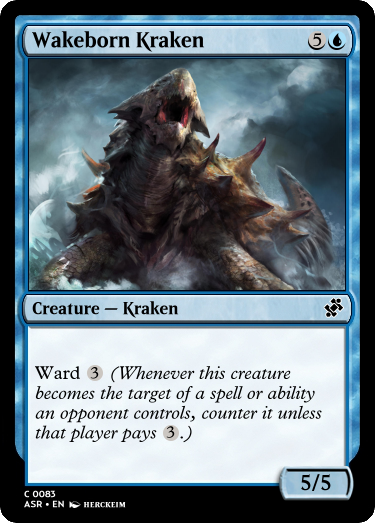 Wakeborn Kraken 5
Creature — Kraken
Ward 3 (Whenever this creature
becomes the target of a spell or ability
an opponent controls, counter it unless
that player pays 3.)
5/5
C 0083
ASR • EN HERCKEIM